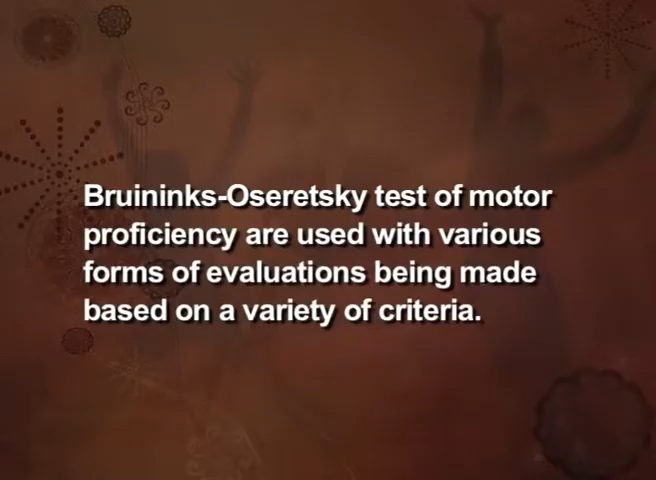 Bruininks-Oseretsky test of motor
proficiency are used with various
forms of evaluations being made
based on a variety of criteria.